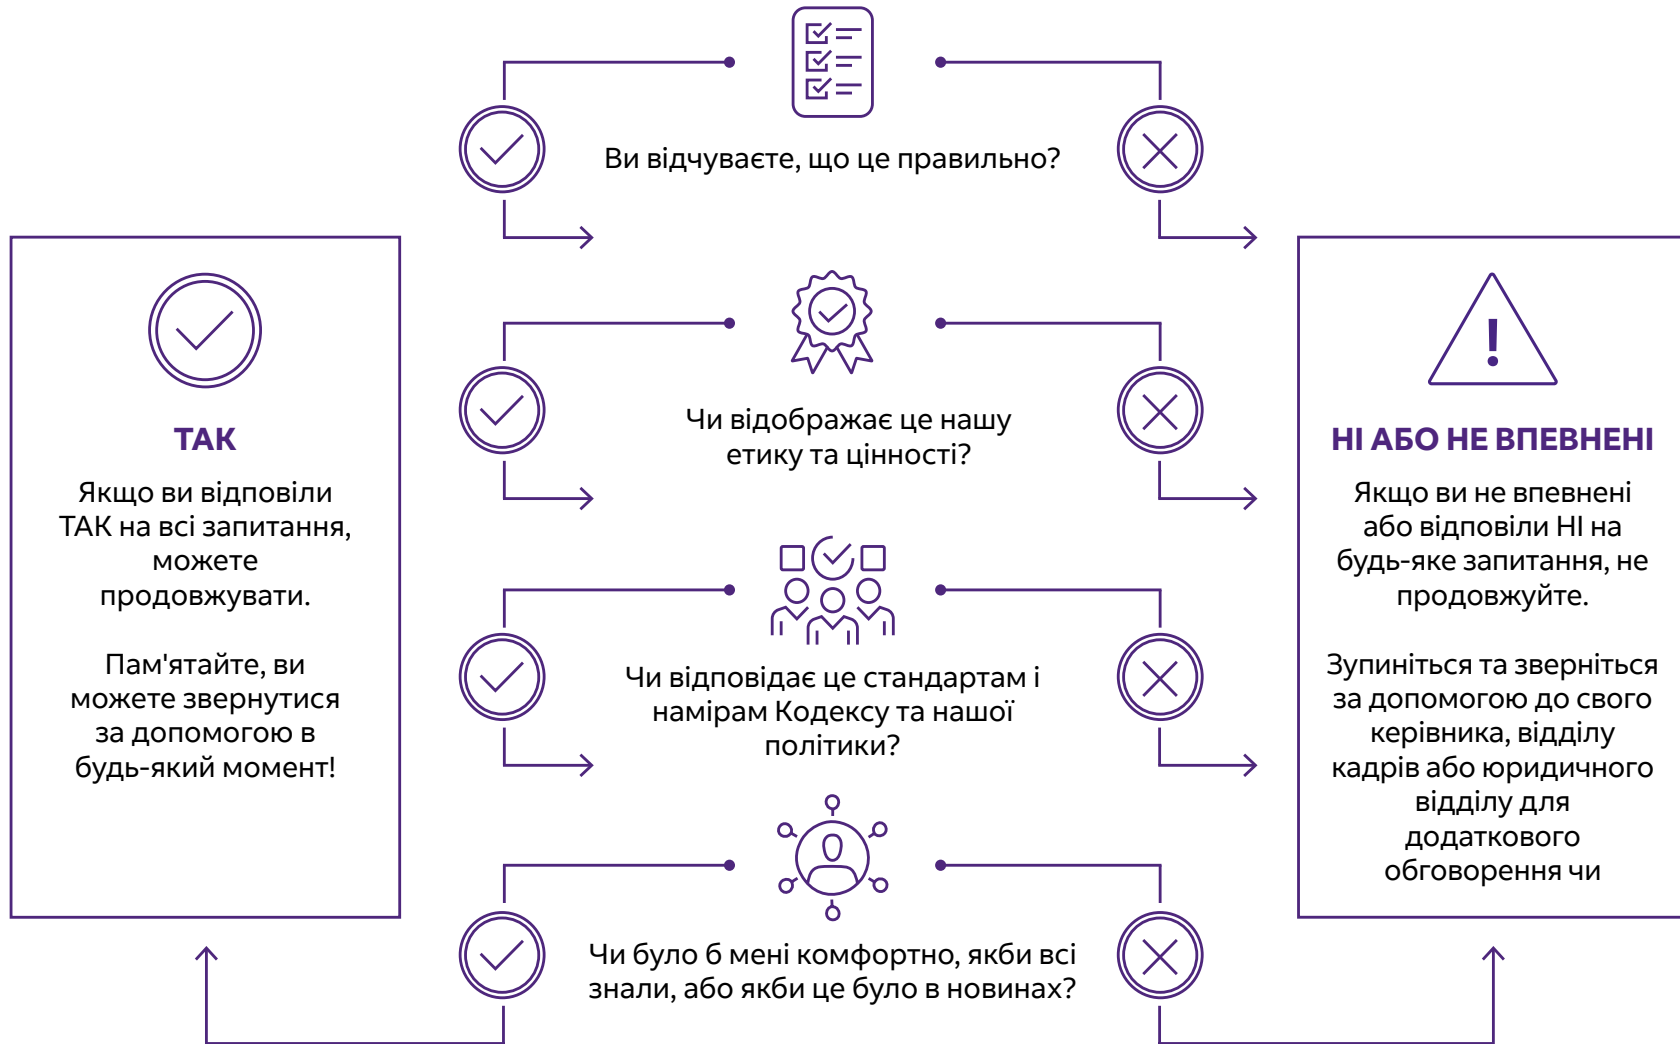 Ви відчуваєте, що це правильно?
ТАК
Якщо ви відповіли
ТАК на всі запитання,
можете
продовжувати.
Пам'ятайте, ви
можете звернутися
за допомогою в
будь-який момент!
Чи відображає це нашу
етику та цінності?
Чи відповідає це стандартам і
намірам Кодексу та нашої
політики?
Чи було б мені комфортно, якби всі
знали, або якби це було в новинах?
НІ АБО НЕ ВПЕВНЕНІ
Якщо ви не впевнені
або відповіли НІ на
будь-яке запитання, не
продовжуйте.
Зупиніться та зверніться
за допомогою до свого
керівника, відділу
кадрів або юридичного
відділу для
додаткового
обговорення чи